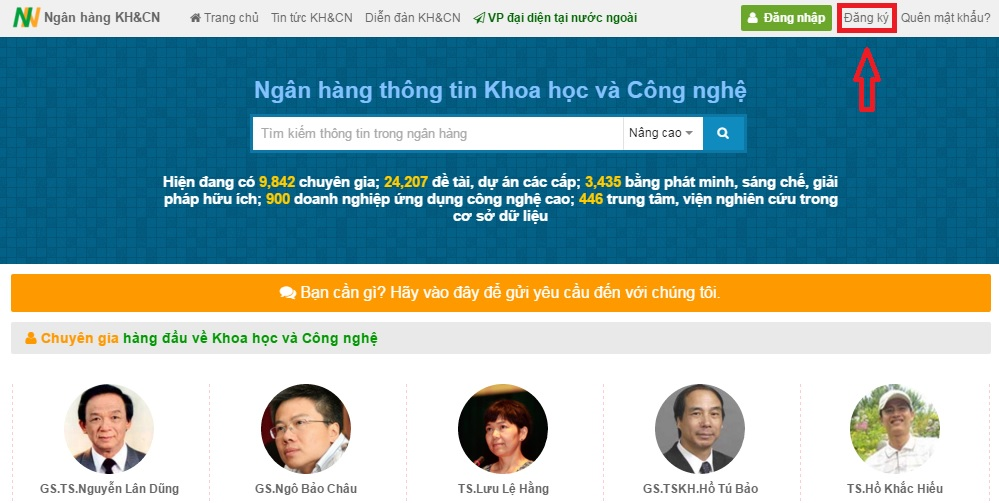 Ngân hàng KH&CN Trang chủ Tin tức KH&CN Diễn đàn KH&CN VP đại diện tại nước ngoài Đăng nhập Đăng ký Quên mật khẩu?
Ngân hàng thông tin Khoa học và Công nghệ
Tìm kiếm thông tin trong ngân hàng Nâng cao
Hiện đang có 9,842 chuyên gia; 24,207 đề tài, dự án các cấp; 3,435 bằng phát minh, sáng chế, giải
pháp hữu ích; 900 doanh nghiệp ứng dụng công nghệ cao; 446 trung tâm, viện nghiên cứu trong
cơ sở dữ liệu
Bạn cần gì? Hãy vào đây để gửi yêu cầu đến với chúng tôi.
Chuyên gia hàng đầu về Khoa học và Công nghệ
GS.TS.Nguyễn Lân Dũng GS.Ngô Bảo Châu TS.Lưu Lệ Hằng GS.TSKH.Hồ Tú Bảo TS.Hồ Khắc Hiếu